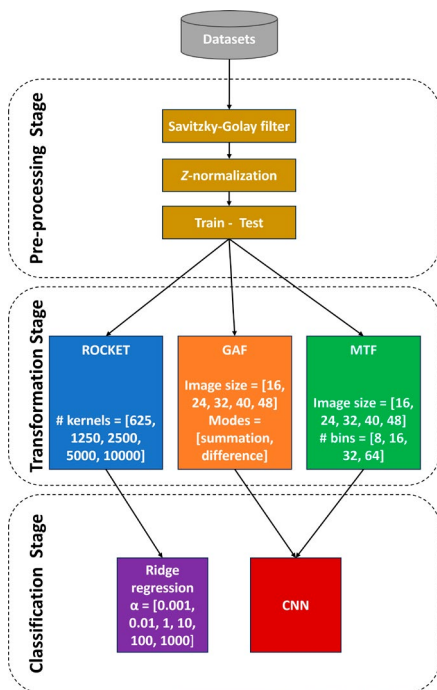 Datasets
Pre-processing Stage
Savitzky-Golay filter
Z-normalization
Train - Test
Transformation Stage
ROCKET
# kernels = [625,
1250, 2500,
5000, 10000]
GAF
Image size = [16,
24, 32, 40, 48]
Modes =
[summation,
difference]
MTF
Image size = [16,
24, 32, 40, 48]
# bins = [8, 16,
32, 64]
Classification Stage
Ridge
regression
α = [0.001,
0.01, 1, 10,
100, 1000]
CNN